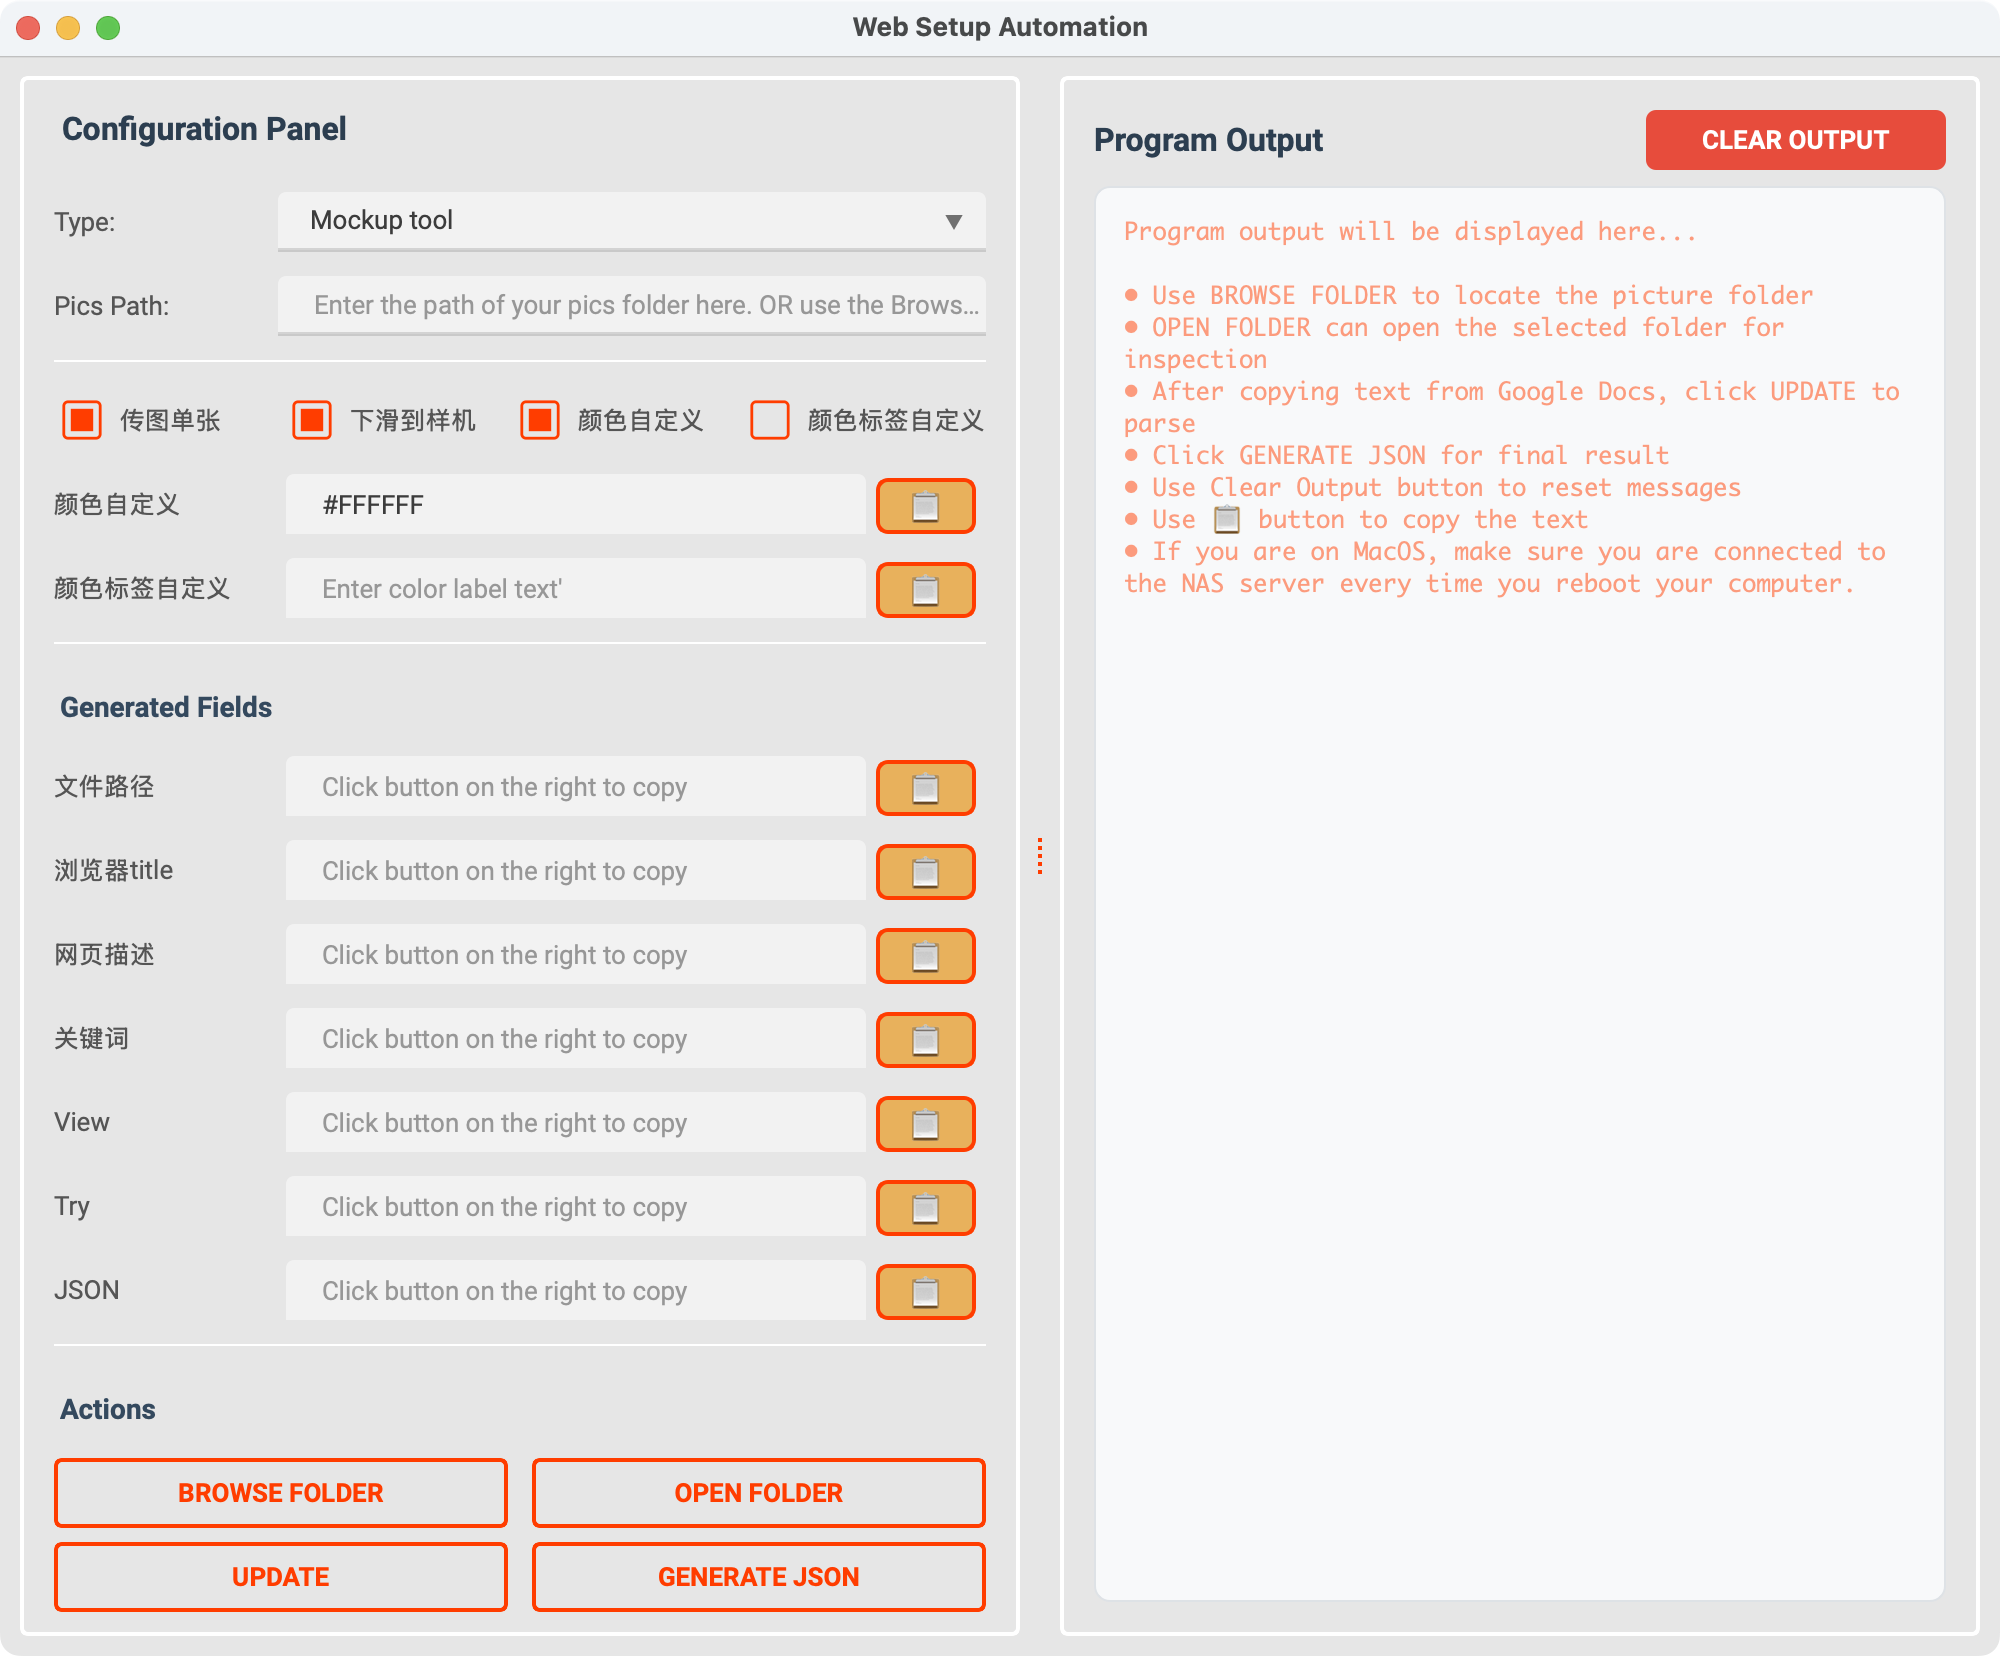 Web Setup Automation
Configuration Panel
Type:
Mockup tool
Pics Path:
Enter the path of your pics folder here. OR use the Brows...
传图单张
下滑到样机
颜色自定义
颜色标签自定义
颜色自定义
#FFFFFF
颜色标签自定义
Enter color label text'
Generated Fields
文件路径
Click button on the right to copy
浏览器title
Click button on the right to copy
网页描述
Click button on the right to copy
关键词
Click button on the right to copy
View
Click button on the right to copy
Try
Click button on the right to copy
JSON
Click button on the right to copy
Actions
BROWSE FOLDER
OPEN FOLDER
UPDATE
GENERATE JSON
Program Output
CLEAR OUTPUT
Program output will be displayed here...
● Use BROWSE FOLDER to locate the picture folder
● OPEN FOLDER can open the selected folder for
inspection
● After copying text from Google Docs, click UPDATE to
parse
● Click GENERATE JSON for final result
● Use Clear Output button to reset messages
● Use 📋 button to copy the text
● If you are on MacOS, make sure you are connected to
the NAS server every time you reboot your computer.